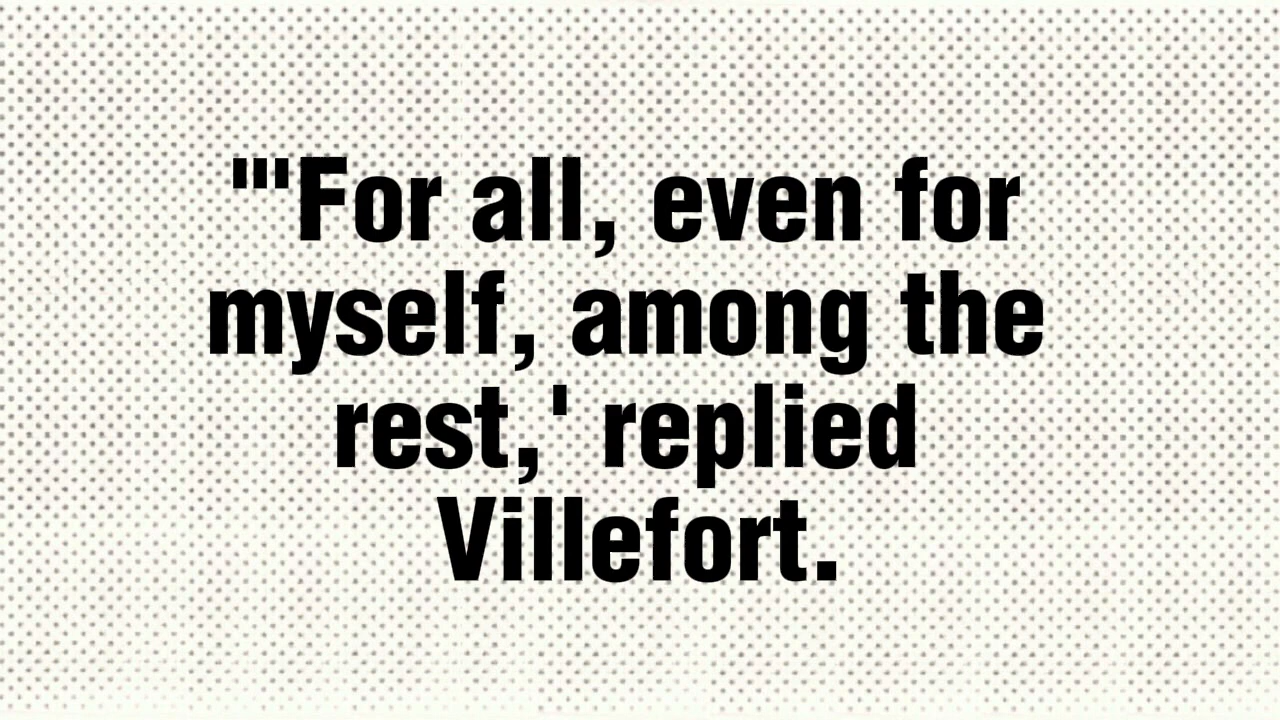 "'For all, even for
myself, among the
rest,' replied
Villefort.